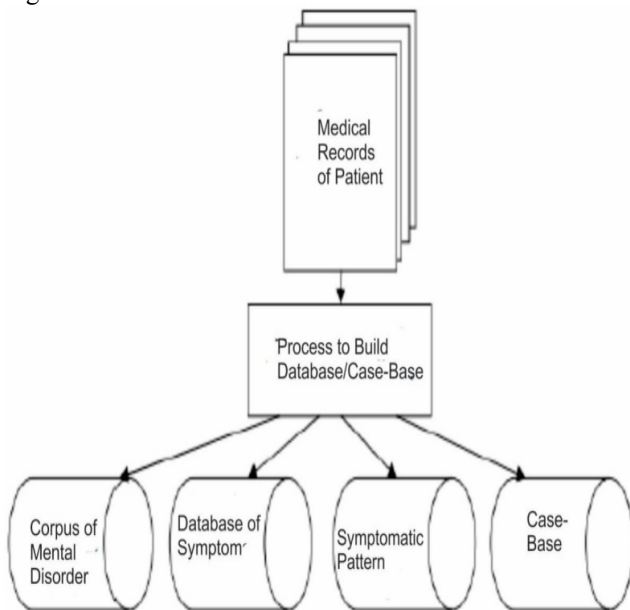 Medical
Records
of Patient
Process to Build
Database/Case-Base
Corpus of
Mental
Disorder
Database of
Symptom
Symptomatic
Pattern
Case-
Base